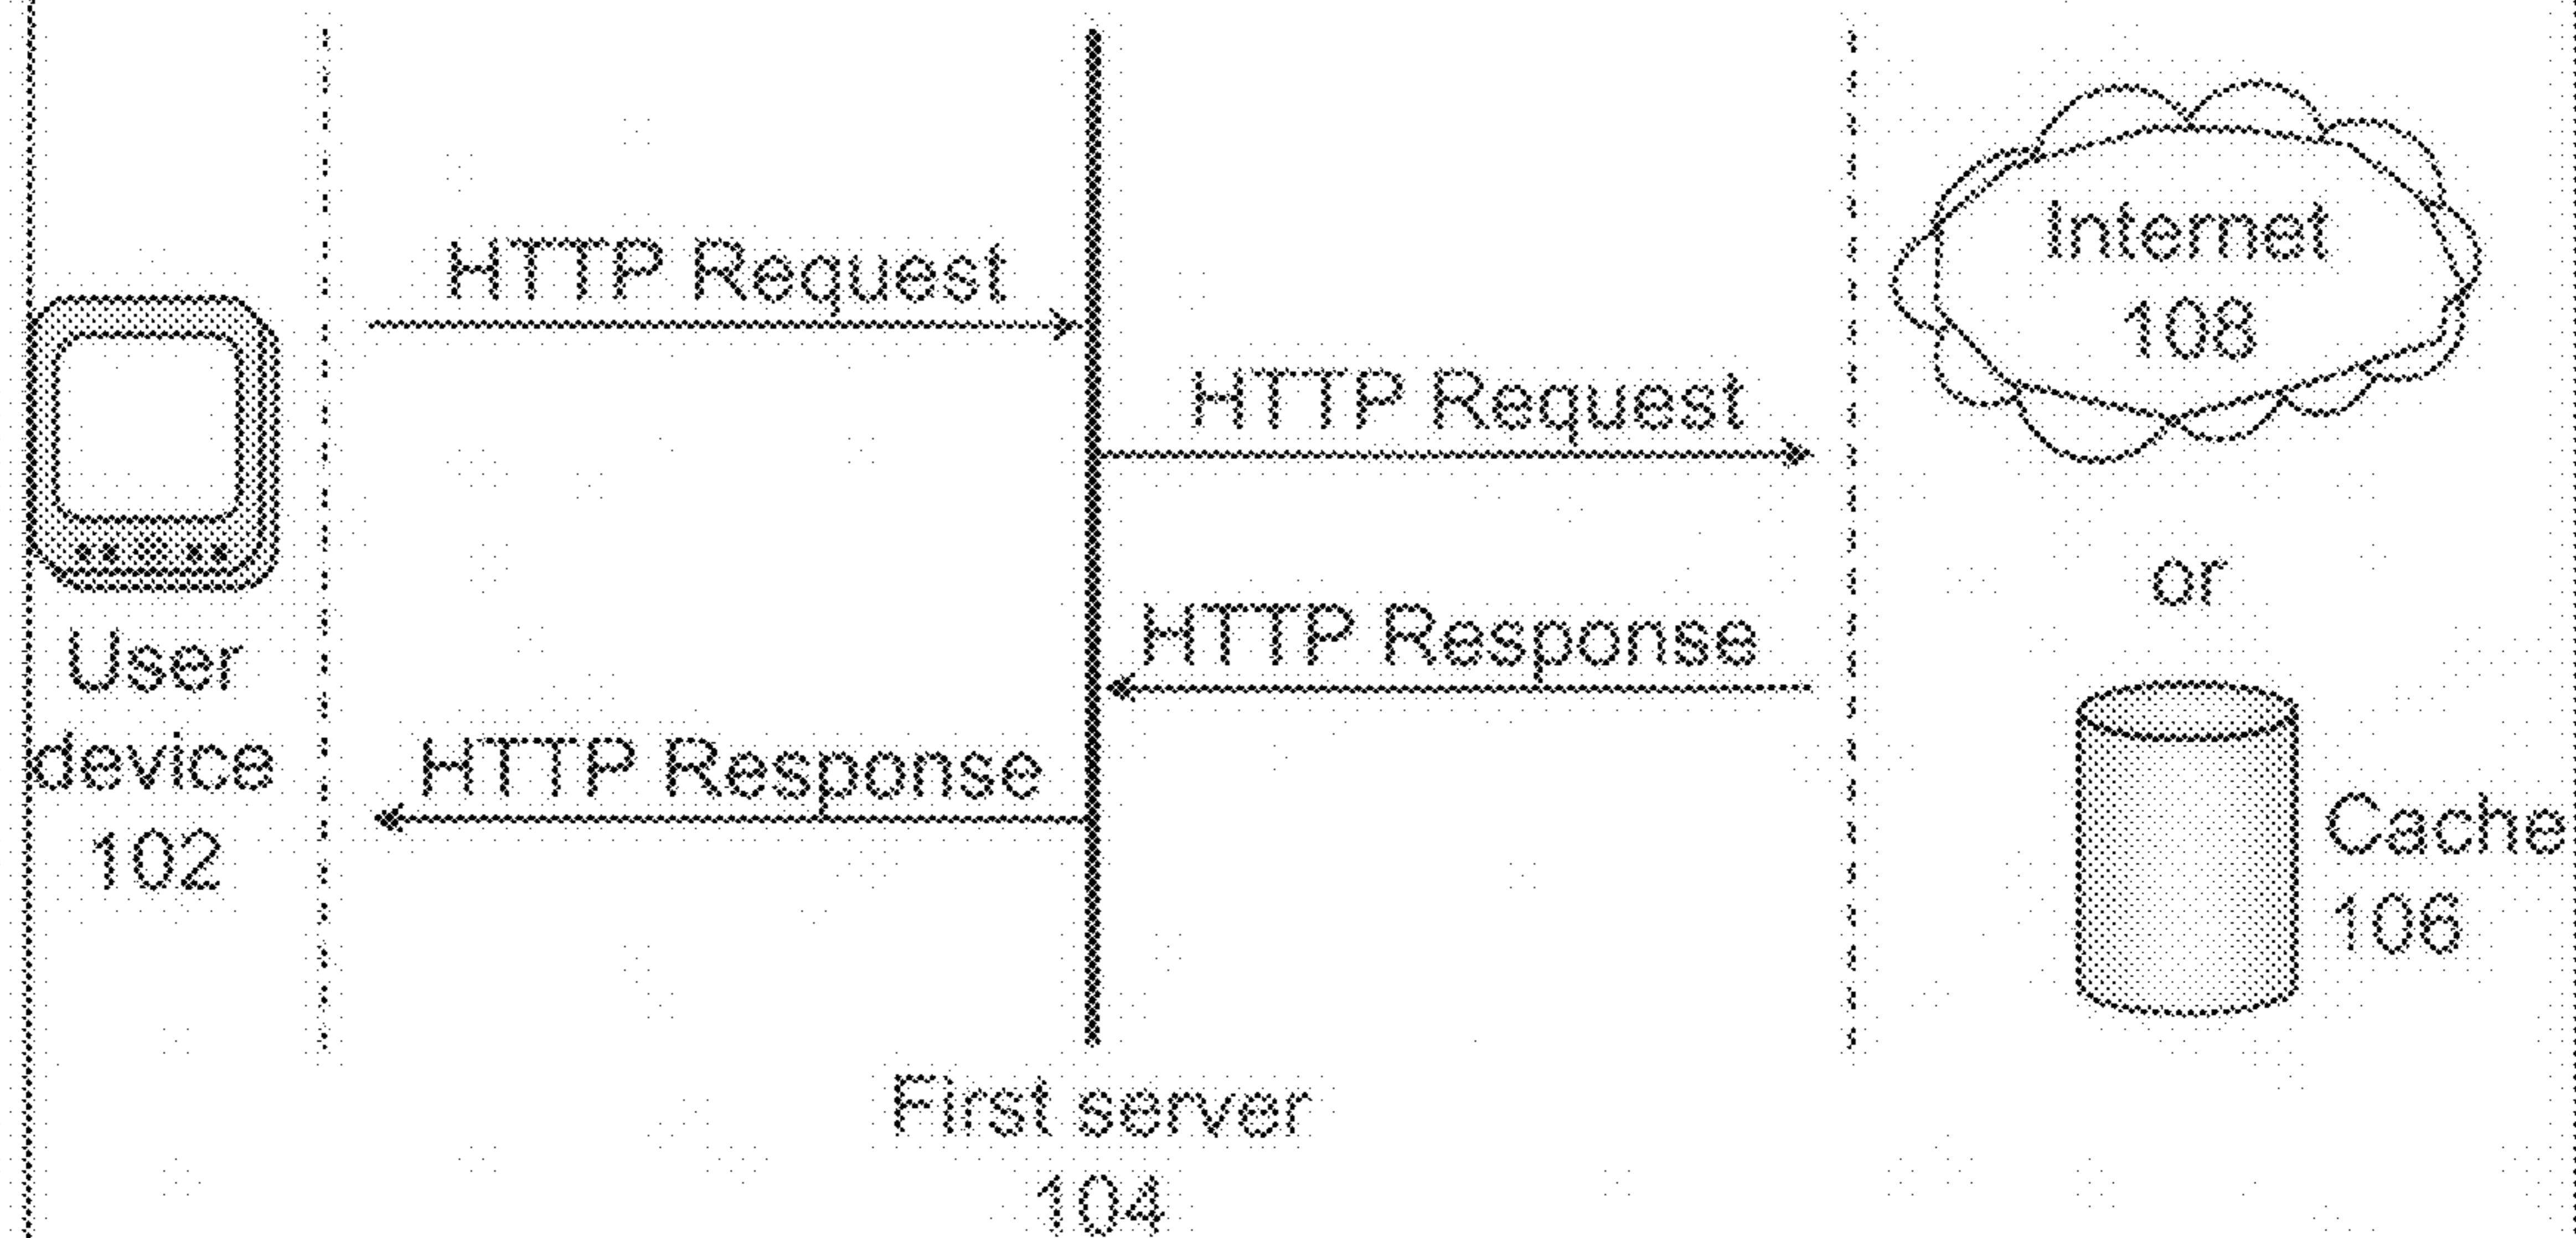 HTTP Request
Internet
108
HTTP Request
or
HTTP Response
User
device
102
HTTP Response
Cache
106
First server
104